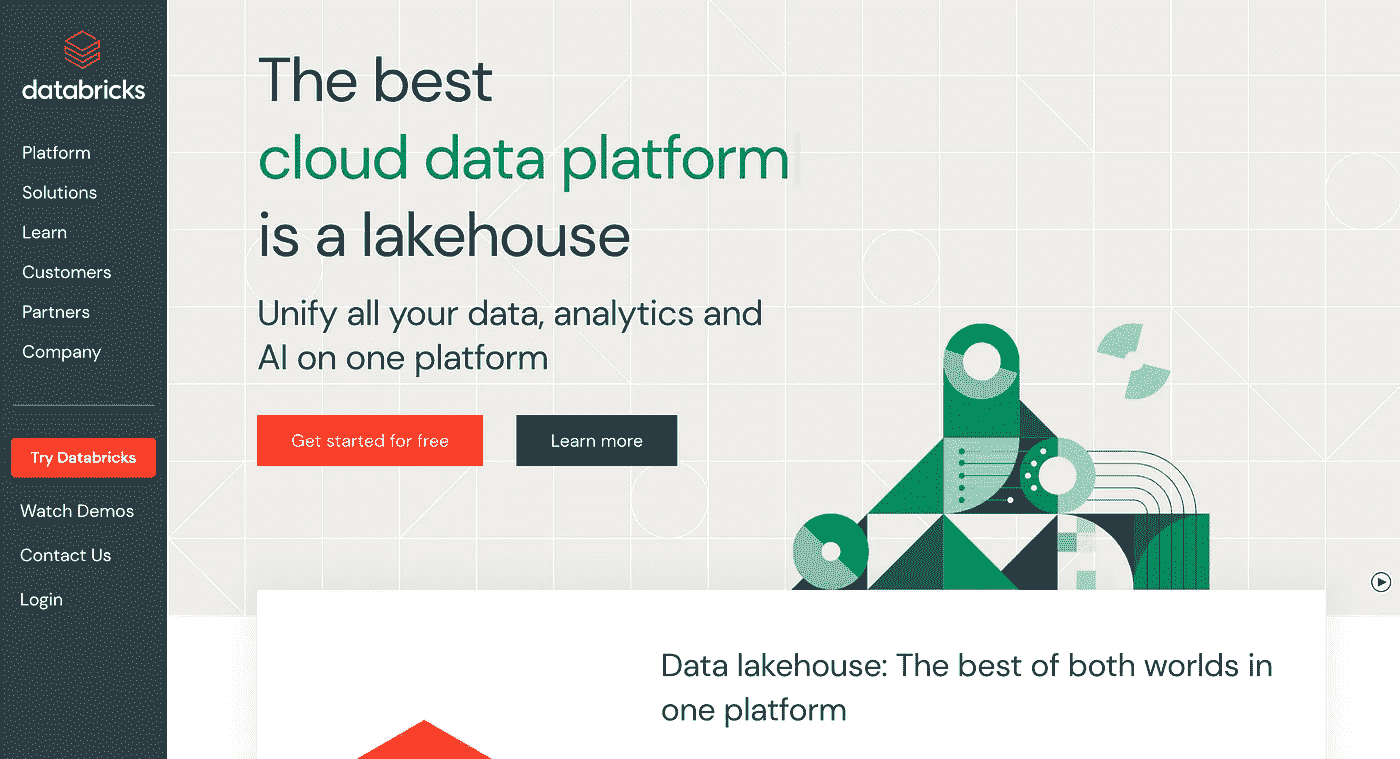 databricks
Platform
Solutions
Learn
Customers
Partners
Company
Try Databricks
Watch Demos
Contact Us
Login
The best
cloud data platform
is a lakehouse
Unify all your data, analytics and
AI on one platform
Get started for free
Learn more
Data lakehouse: The best of both worlds in
one platform